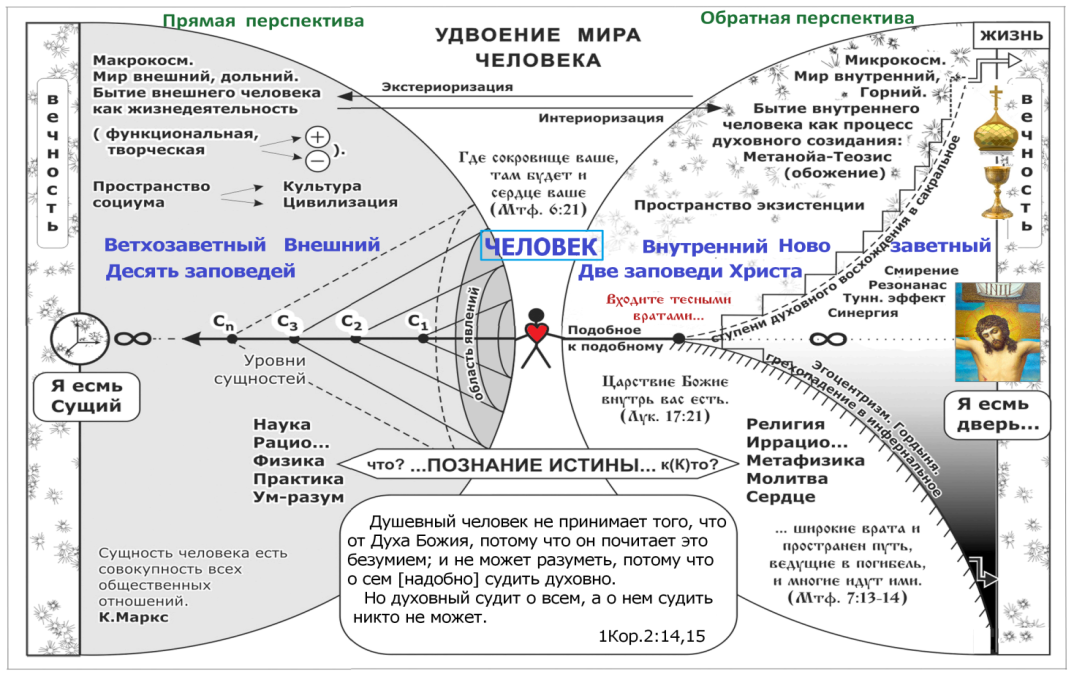 Прямая перспектива
Обратная перспектива
УДВОЕНИЕ МИРА
ЧЕЛОВЕКА
ЖИЗНЬ
вечность
Макрокосм.
Мир внешний, дольний.
Бытие внешнего человека
как жизнедеятельность
( функциональная,
творческая
+
−
).
Пространство
социума
Культура
Цивилизация
Экстериоризация
Интериоризация
Где сокровище ваше,
там будет и
сердце ваше
(Мтф. 6:21)
Микрокосм.
Мир внутренний,
Горний.
Бытие внутреннего
человека как процесс
духовного созидания:
Метанойа-Теозис
(обожение)
Пространство экзистенции
вечность
Ветхозаветный Внешний
ЧЕЛОВЕК
Внутренний Ново заветный
Десять заповедей
Две заповеди Христа
Смирение
Резонанас
Тунн. эффект
Синергия
Входите тесными
вратами...
ступени духовного восхождения в сакральное
∞
Cn
C3
C2
C1
область явлений
Уровни
сущностей
Подобное
к подобному
∞
Я есмь
Сущий
Царствие Божие
внутрь вас есть.
(Лук. 17:21)
Эгоцентризм. Гордыня.
грехопадение в инфернальное
Я есмь
дверь...
Наука
Рацио...
Физика
Практика
Ум-разум
что? ...ПОЗНАНИЕ ИСТИНЫ... к(К)то?
Религия
Иррацио...
Метафизика
Молитва
Сердце
Душевный человек не принимает того, что
от Духа Божия, потому что он почитает это
безумием; и не может разуметь, потому что
о сем [надобно] судить духовно.
Но духовный судит о всем, а о нем судить
никто не может.
1Кор.2:14,15
Сущность человека есть
совокупность всех
общественных
отношений.
К.Маркс
... широкие врата и
пространен путь,
ведущие в погибель,
и многие идут ими.
(Мтф. 7:13-14)